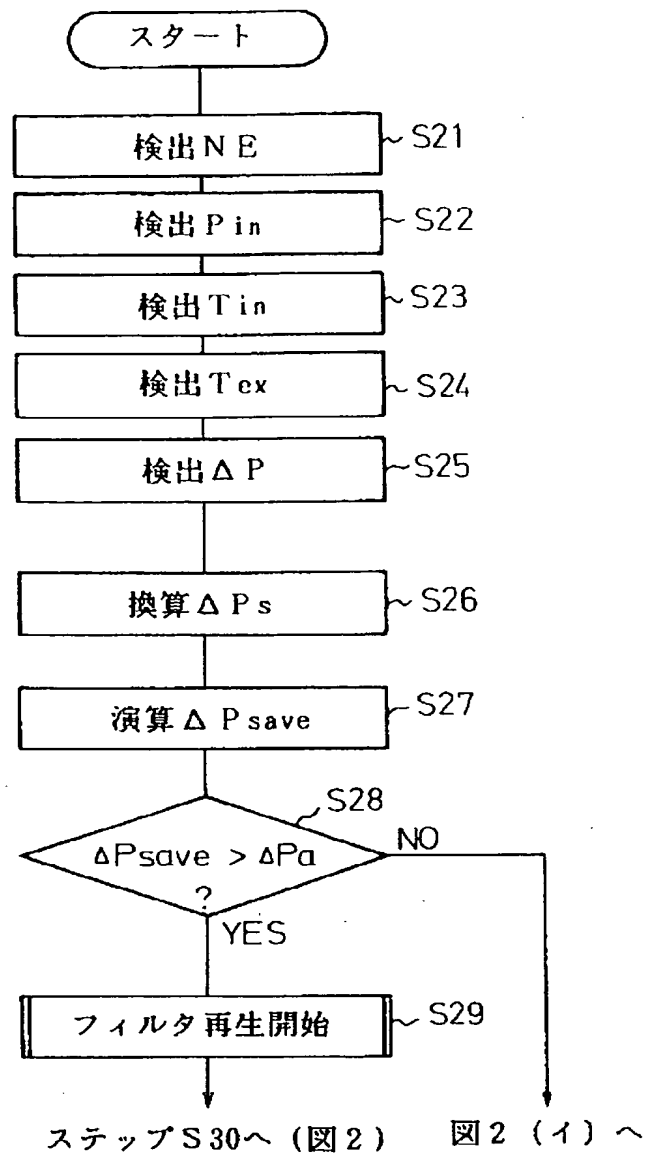 スタート
検出NE
S21
検出Pin
S22
検出Tin
S23
検出Tex
S24
検出ΔP
S25
換算ΔPs
S26
演算ΔPsave
S27
S28
ΔPsave > ΔPa
?
NO
YES
フィルタ再生開始
S29
ステップS30へ (図2)
図2 (イ) へ